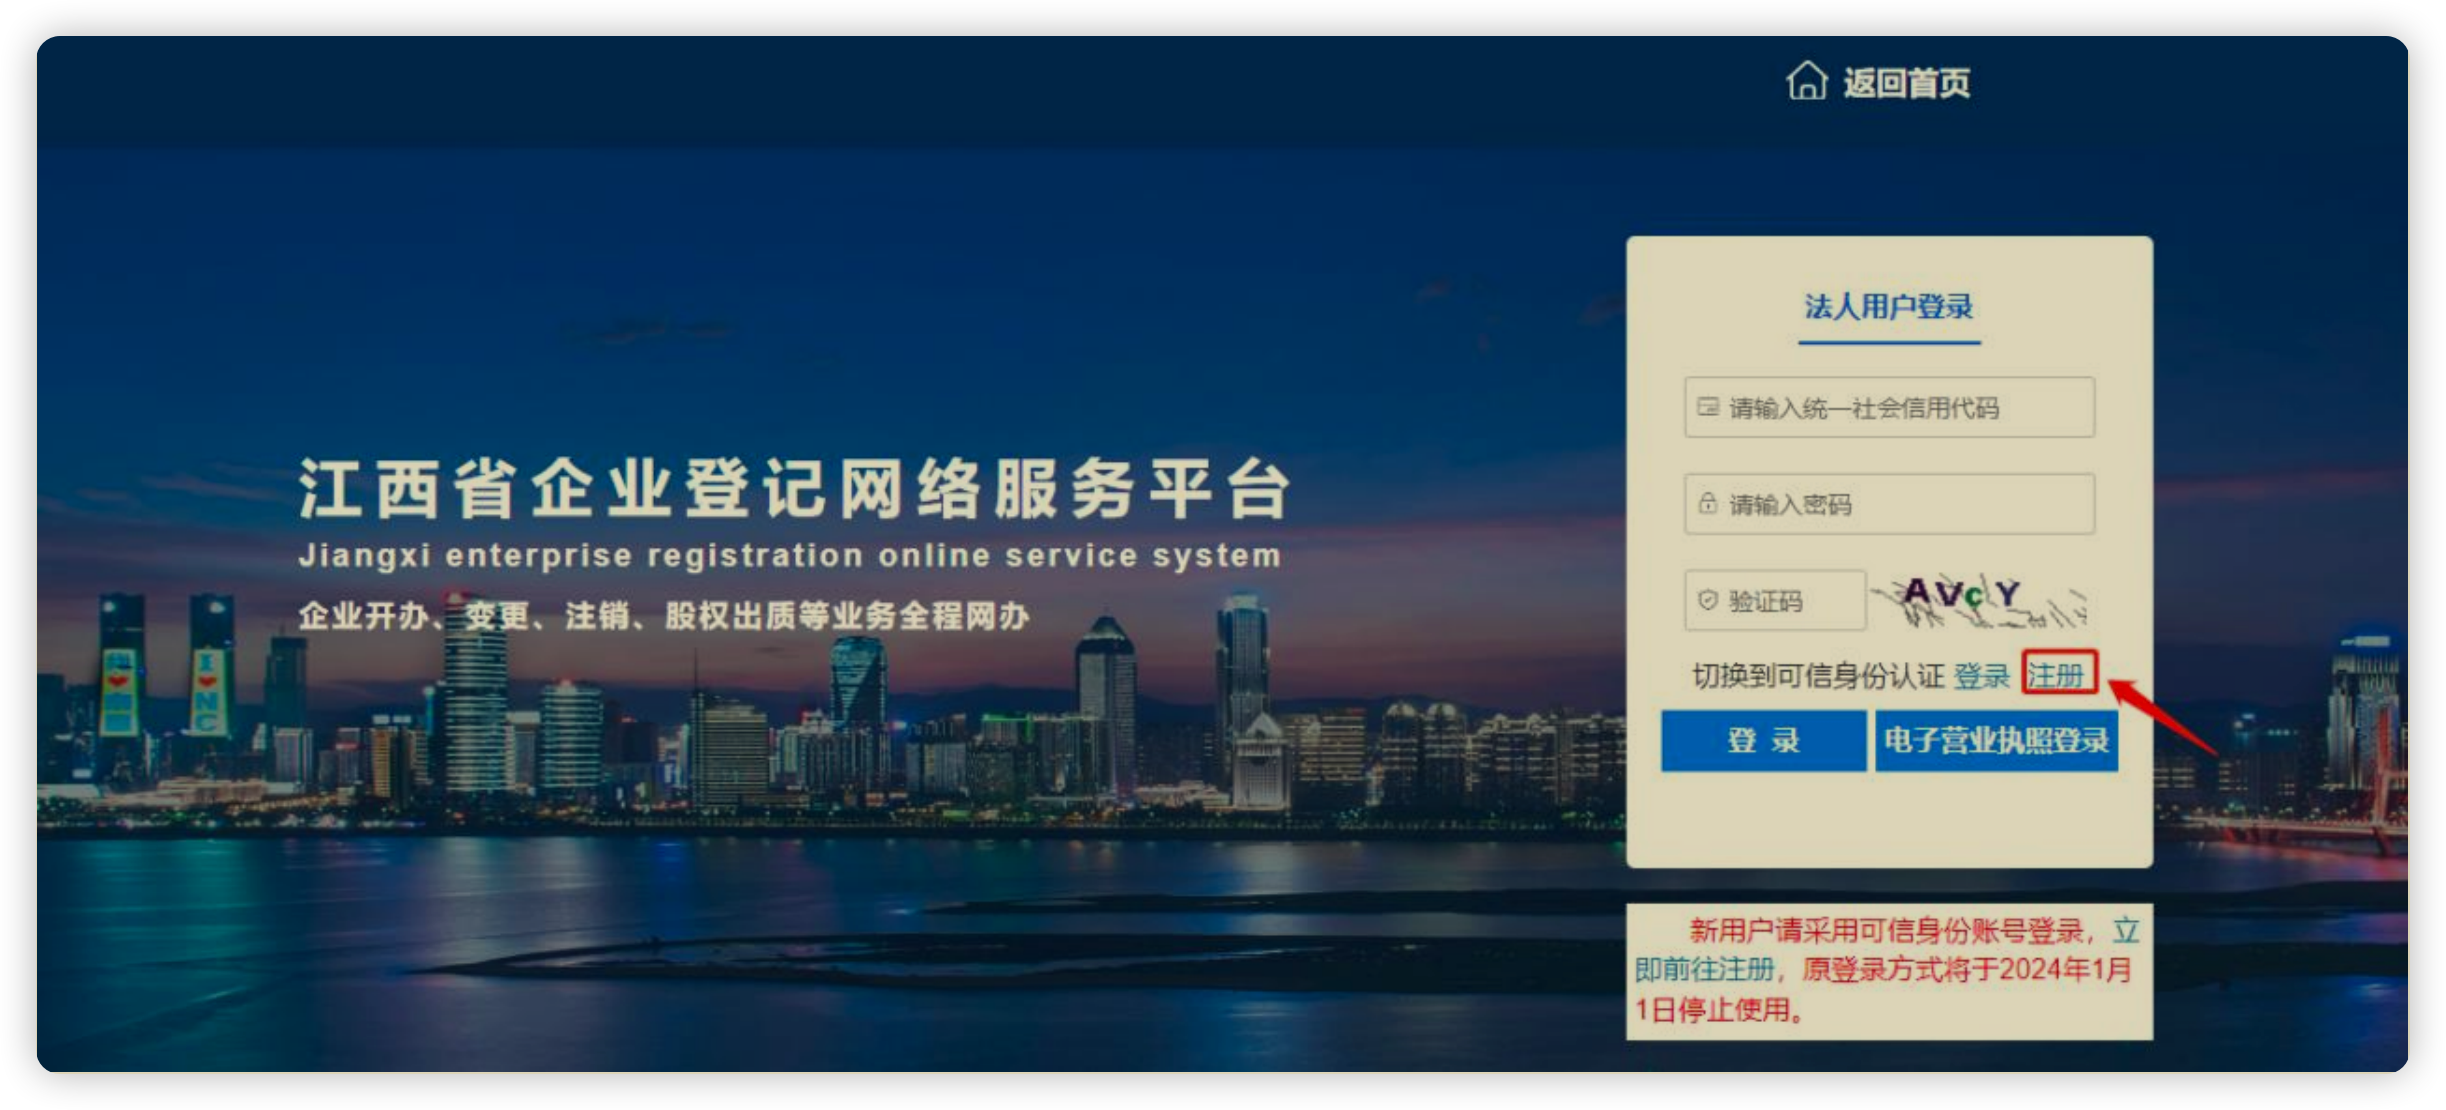 返回首页
江西省企业登记网络服务平台
Jiangxi enterprise registration online service system
企业开办、变更、注销、股权出质等业务全程网办
I
NC
法人用户登录
请输入统一社会信用代码
请输入密码
验证码
AVcY
切换到可信身份认证 登录 注册
登 录
电子营业执照登录
新用户请采用可信身份账号登录，立
即前往注册，原登录方式将于2024年1月
1日停止使用。